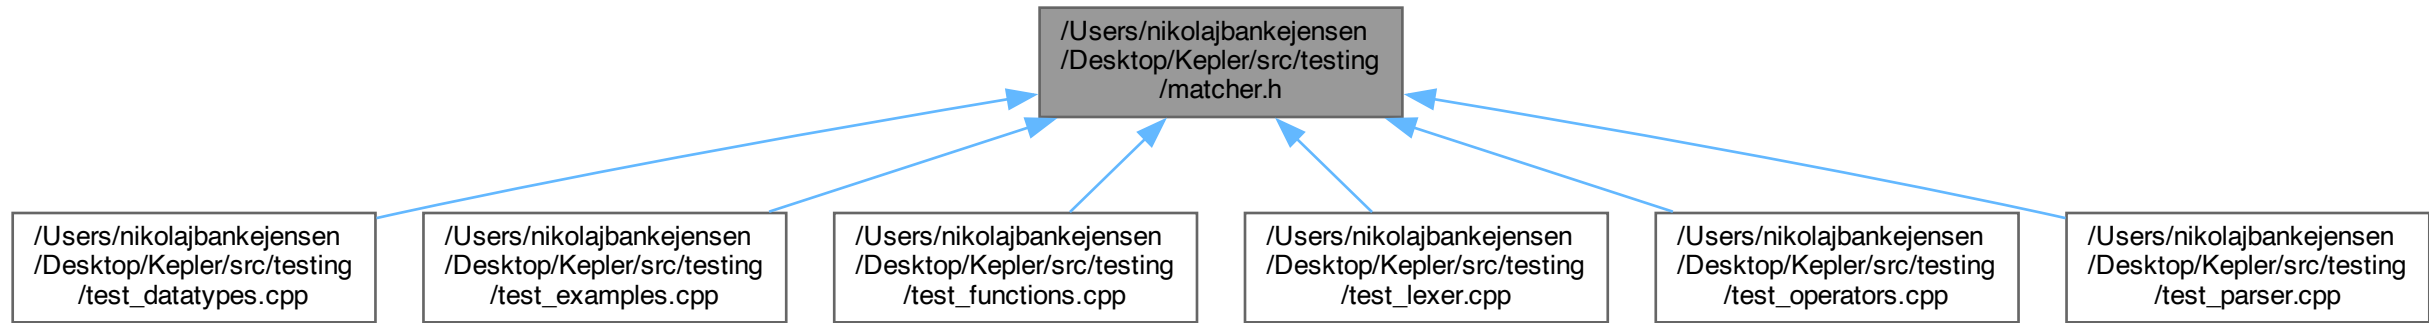 /Users/nikolajbankejensen
/Desktop/Kepler/src/testing
/matcher.h
/Users/nikolajbankejensen
/Desktop/Kepler/src/testing
/test_datatypes.cpp
/Users/nikolajbankejensen
/Desktop/Kepler/src/testing
/test_examples.cpp
/Users/nikolajbankejensen
/Desktop/Kepler/src/testing
/test_functions.cpp
/Users/nikolajbankejensen
/Desktop/Kepler/src/testing
/test_lexer.cpp
/Users/nikolajbankejensen
/Desktop/Kepler/src/testing
/test_operators.cpp
/Users/nikolajbankejensen
/Desktop/Kepler/src/testing
/test_parser.cpp